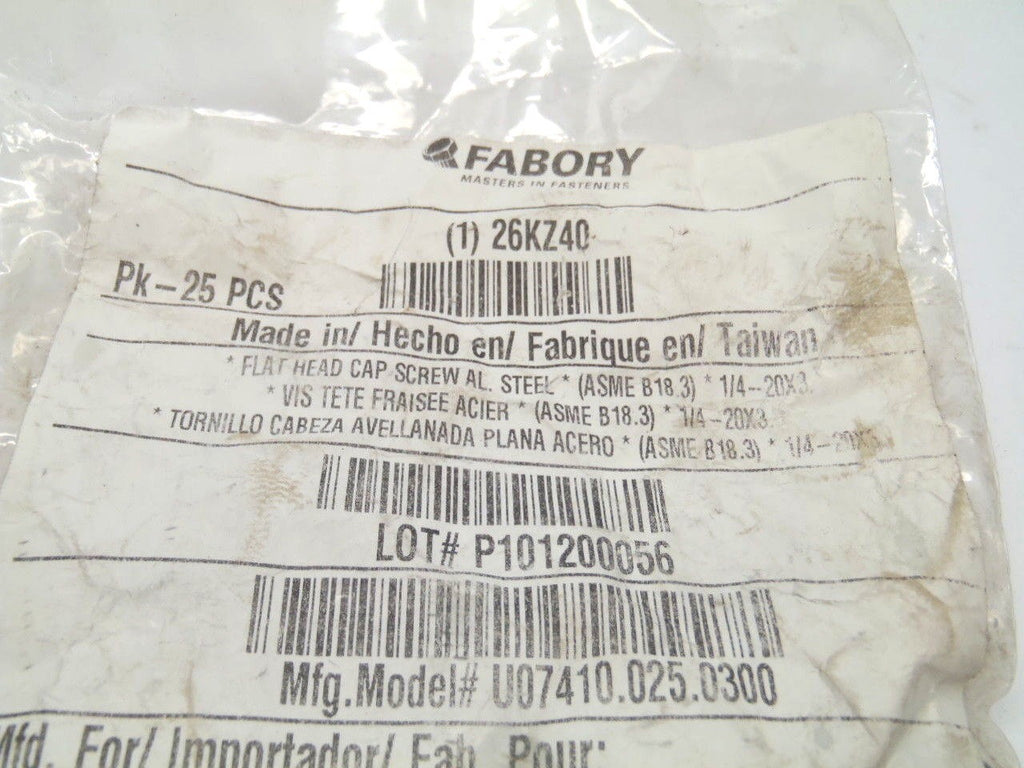 FABORY
MASTERS IN FASTENERS
(1) 26KZ40
Pk-25 PCS
Made in/ Hecho en/ Fabrique en/ Taiwan
* FLAT HEAD CAP SCREW AL. STEEL * (ASME B18.3) * 1/4-20X3.
* VIS TETE FRAISEE ACIER * (ASME B18.3) * 1/4-20X3.
* TORNILLO CABEZA AVELLANADA PLANA ACERO * (ASME B18.3) * 1/4-20X3.
LOT# P101200056
Mfg.Model# U07410.025.0300
Mfd. For/ Importador/ Fab. Pour: